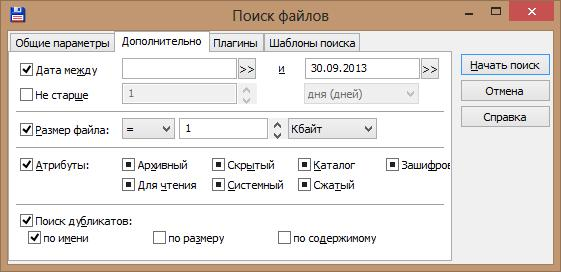 Поиск файлов
Общие параметры Дополнительно Плагины Шаблоны поиска
Дата между >> и 30.09.2013 >> Начать поиск
Не старше 1 дня (дней) Отмена
Справка
Размер файла: = 1 Кбайт
Атрибуты: Архивный Скрытый Каталог Зашифров
Для чтения Системный Сжатый
Поиск дубликатов:
по имени по размеру по содержимому